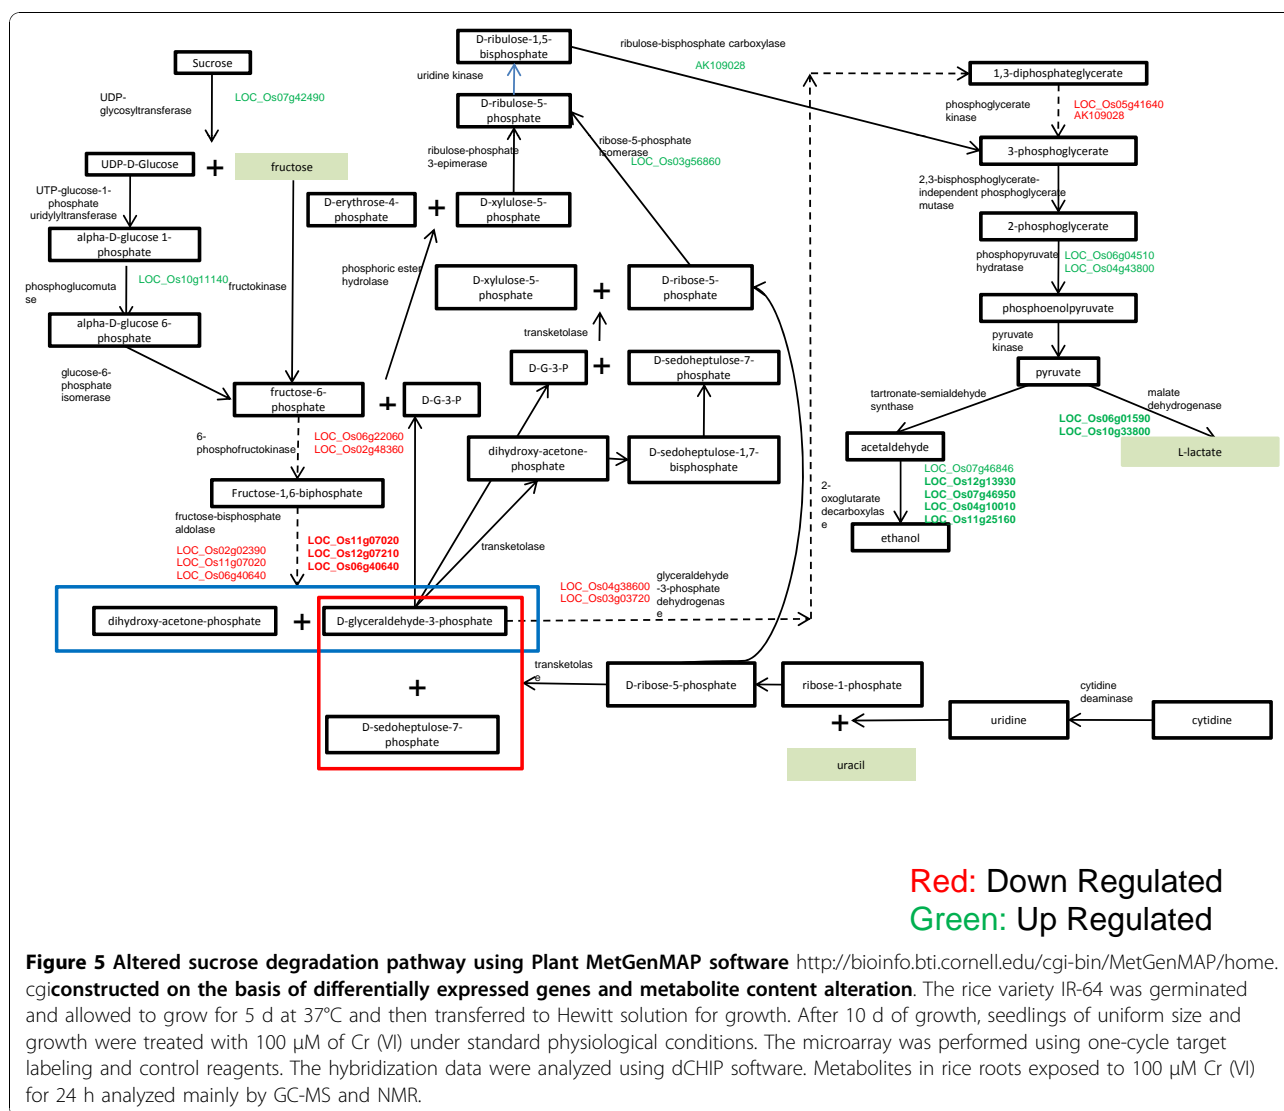 Sucrose
UDP-
glycosyltransferase
LOC_Os07g42490
UDP-D-Glucose
+
fructose
UTP-glucose-1-
phosphate
uridylyltransferase
alpha-D-glucose 1-
phosphate
phosphoglucomuta
se
LOC_Os10g11140
fructokinase
alpha-D-glucose 6-
phosphate
glucose-6-
phosphate
isomerase
fructose-6-
phosphate
+
D-G-3-P
6-
phosphofructokinase
LOC_Os06g22060
LOC_Os02g48360
Fructose-1,6-biphosphate
fructose-bisphosphate
aldolase
LOC_Os02g02390
LOC_Os11g07020
LOC_Os06g40640
LOC_Os11g07020
LOC_Os12g07210
LOC_Os06g40640
dihydroxy-acetone-phosphate
+
D-glyceraldehyde-3-phosphate
+
D-sedoheptulose-7-
phosphate
D-ribulose-1,5-
bisphosphate
uridine kinase
D-ribulose-5-
phosphate
ribulose-phosphate
3-epimerase
D-erythrose-4-
phosphate
+
D-xylulose-5-
phosphate
phosphoric ester
hydrolase
ribose-5-phosphate
isomerase
LOC_Os03g56860
D-xylulose-5-
phosphate
+
D-ribose-5-
phosphate
transketolase
D-G-3-P
+
D-sedoheptulose-7-
phosphate
dihydroxy-acetone-
phosphate
D-sedoheptulose-1,7-
bisphosphate
transketolase
LOC_Os04g38600
LOC_Os03g03720
glyceraldehyde
-3-phosphate
dehydrogenas
e
transketolas
e
D-ribose-5-phosphate
ribose-1-phosphate
+
uracil
uridine
cytidine
deaminase
cytidine
ribulose-bisphosphate carboxylase
AK109028
1,3-diphosphateglycerate
phosphoglycerate
kinase
LOC_Os05g41640
AK109028
3-phosphoglycerate
2,3-bisphosphoglycerate-
independent phosphoglycerate
mutase
2-phosphoglycerate
phosphopyruvate
hydratase
LOC_Os06g04510
LOC_Os04g43800
phosphoenolpyruvate
pyruvate
kinase
pyruvate
tartronate-semialdehyde
synthase
malate
dehydrogenase
LOC_Os06g01590
LOC_Os10g33800
acetaldehyde
L-lactate
2-
oxoglutarate
decarboxylas
e
LOC_Os07g46846
LOC_Os12g13930
LOC_Os07g46950
LOC_Os04g10010
LOC_Os11g25160
ethanol
Red: Down Regulated
Green: Up Regulated
Figure 5 Altered sucrose degradation pathway using Plant MetGenMAP software http://bioinfo.bti.cornell.edu/cgi-bin/MetGenMAP/home.
cgiconstructed on the basis of differentially expressed genes and metabolite content alteration. The rice variety IR-64 was germinated
and allowed to grow for 5 d at 37°C and then transferred to Hewitt solution for growth. After 10 d of growth, seedlings of uniform size and
growth were treated with 100 μM of Cr (VI) under standard physiological conditions. The microarray was performed using one-cycle target
labeling and control reagents. The hybridization data were analyzed using dCHIP software. Metabolites in rice roots exposed to 100 μM Cr (VI)
for 24 h analyzed mainly by GC-MS and NMR.